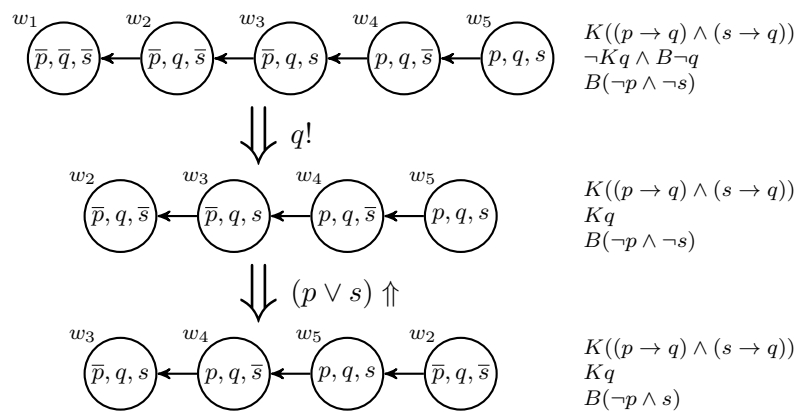 w₁ w₂ w₃ w₄ w₅
p̅, q̅, s̅ p̅, q, s̅ p̅, q, s p, q, s̅ p, q, s
K((p → q) ∧ (s → q))
¬Kq ∧ B¬q
B(¬p ∧ ¬s)
q!
w₂ w₃ w₄ w₅
p̅, q, s̅ p̅, q, s p, q, s̅ p, q, s
K((p → q) ∧ (s → q))
Kq
B(¬p ∧ ¬s)
(p ∨ s) ⇑
w₃ w₄ w₅ w₂
p̅, q, s p, q, s̅ p, q, s p̅, q, s̅
K((p → q) ∧ (s → q))
Kq
B(¬p ∧ s)